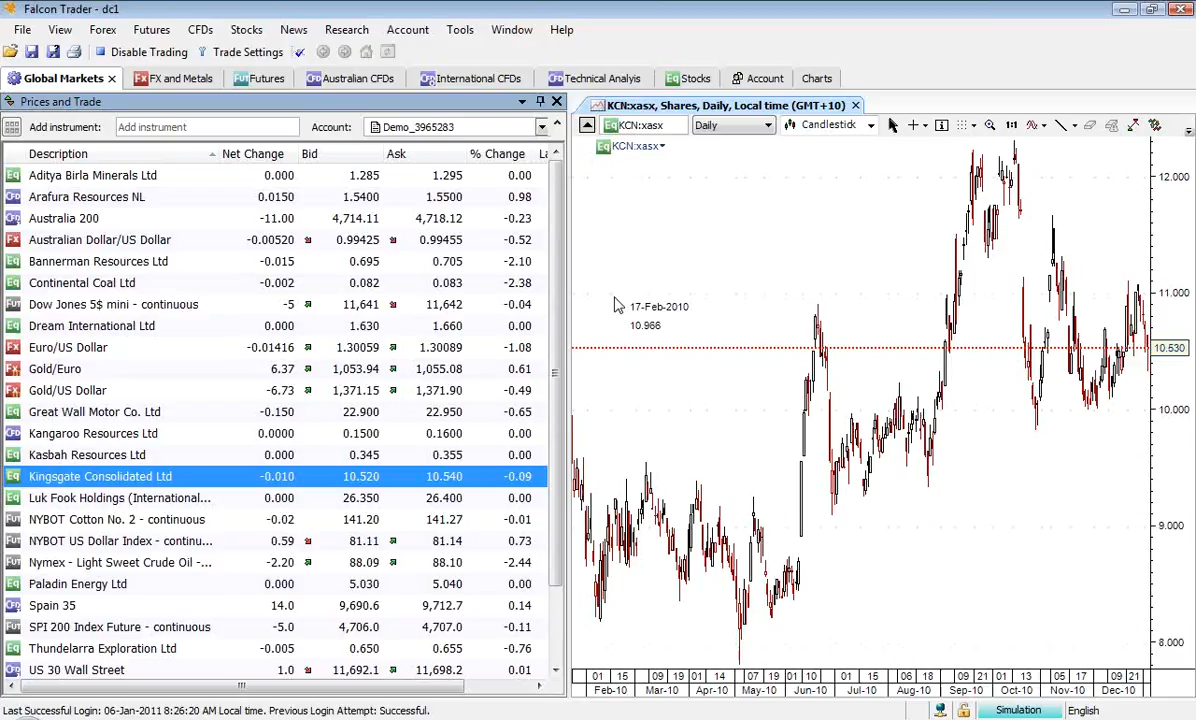 Falcon Trader - dc1
File View Forex Futures CFDs Stocks News Research Account Tools Window Help
Disable Trading Trade Settings
Global Markets FX and Metals Futures Australian CFDs International CFDs Technical Analyis Stocks Account Charts
Prices and Trade
KCN:xasx, Shares, Daily, Local time (GMT+10)
Add instrument: Add instrument Account: Demo_3965283
KCN:xasx Daily Candlestick 1:1
KCN:xasx
Description Net Change Bid Ask % Change La
Aditya Birla Minerals Ltd 0.000 1.285 1.295 0.00
Arafura Resources NL 0.0150 1.5400 1.5500 0.98
Australia 200 -11.00 4,714.11 4,718.12 -0.23
Australian Dollar/US Dollar -0.00520 0.99425 0.99455 -0.52
Bannerman Resources Ltd -0.015 0.695 0.705 -2.10
Continental Coal Ltd -0.002 0.082 0.083 -2.38
Dow Jones 5$ mini - continuous -5 11,641 11,642 -0.04
Dream International Ltd 0.000 1.630 1.660 0.00
Euro/US Dollar -0.01416 1.30059 1.30089 -1.08
Gold/Euro 6.37 1,053.94 1,055.08 0.61
Gold/US Dollar -6.73 1,371.15 1,371.90 -0.49
Great Wall Motor Co. Ltd -0.150 22.900 22.950 -0.65
Kangaroo Resources Ltd 0.0000 0.1500 0.1600 0.00
Kasbah Resources Ltd 0.000 0.345 0.355 0.00
Kingsgate Consolidated Ltd -0.010 10.520 10.540 -0.09
Luk Fook Holdings (International... 0.000 26.350 26.400 0.00
NYBOT Cotton No. 2 - continuous -0.02 141.20 141.27 -0.01
NYBOT US Dollar Index - continu... 0.59 81.11 81.14 0.73
Nymex - Light Sweet Crude Oil -... -2.20 88.09 88.10 -2.44
Paladin Energy Ltd 0.000 5.030 5.040 0.00
Spain 35 14.0 9,690.6 9,712.7 0.14
SPI 200 Index Future - continuous -5.0 4,706.0 4,707.0 -0.11
Thundelarra Exploration Ltd -0.005 0.650 0.655 -0.76
US 30 Wall Street 1.0 11,692.1 11,698.2 0.01
17-Feb-2010
10.966
12.000
11.000
10.530
10.000
9.000
8.000
01 15 01 15 01 14 03 07 19 01 10 01 13 06 18 09 21 01 13 05 17 09 21
Feb-10 Mar-10 Apr-10 May-10 Jun-10 Jul-10 Aug-10 Sep-10 Oct-10 Nov-10 Dec-10
Last Successful Login: 06-Jan-2011 8:26:20 AM Local time. Previous Login Attempt: Successful.
Simulation English